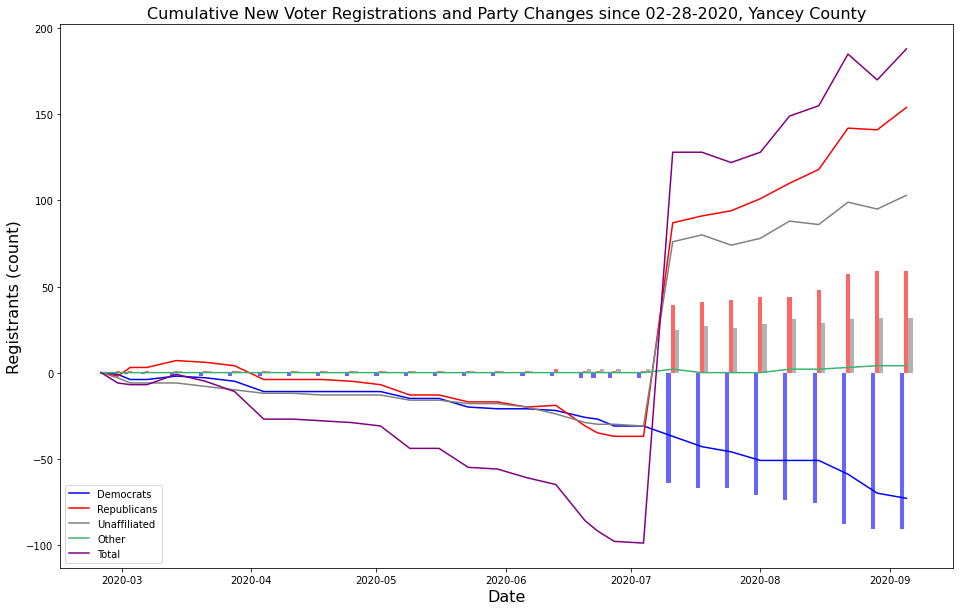 Cumulative New Voter Registrations and Party Changes since 02-28-2020, Yancey County
200
150
100
50
0
−50
−100
Registrants (count)
Democrats
Republicans
Unaffiliated
Other
Total
2020-03
2020-04
2020-05
2020-06
2020-07
2020-08
2020-09
Date